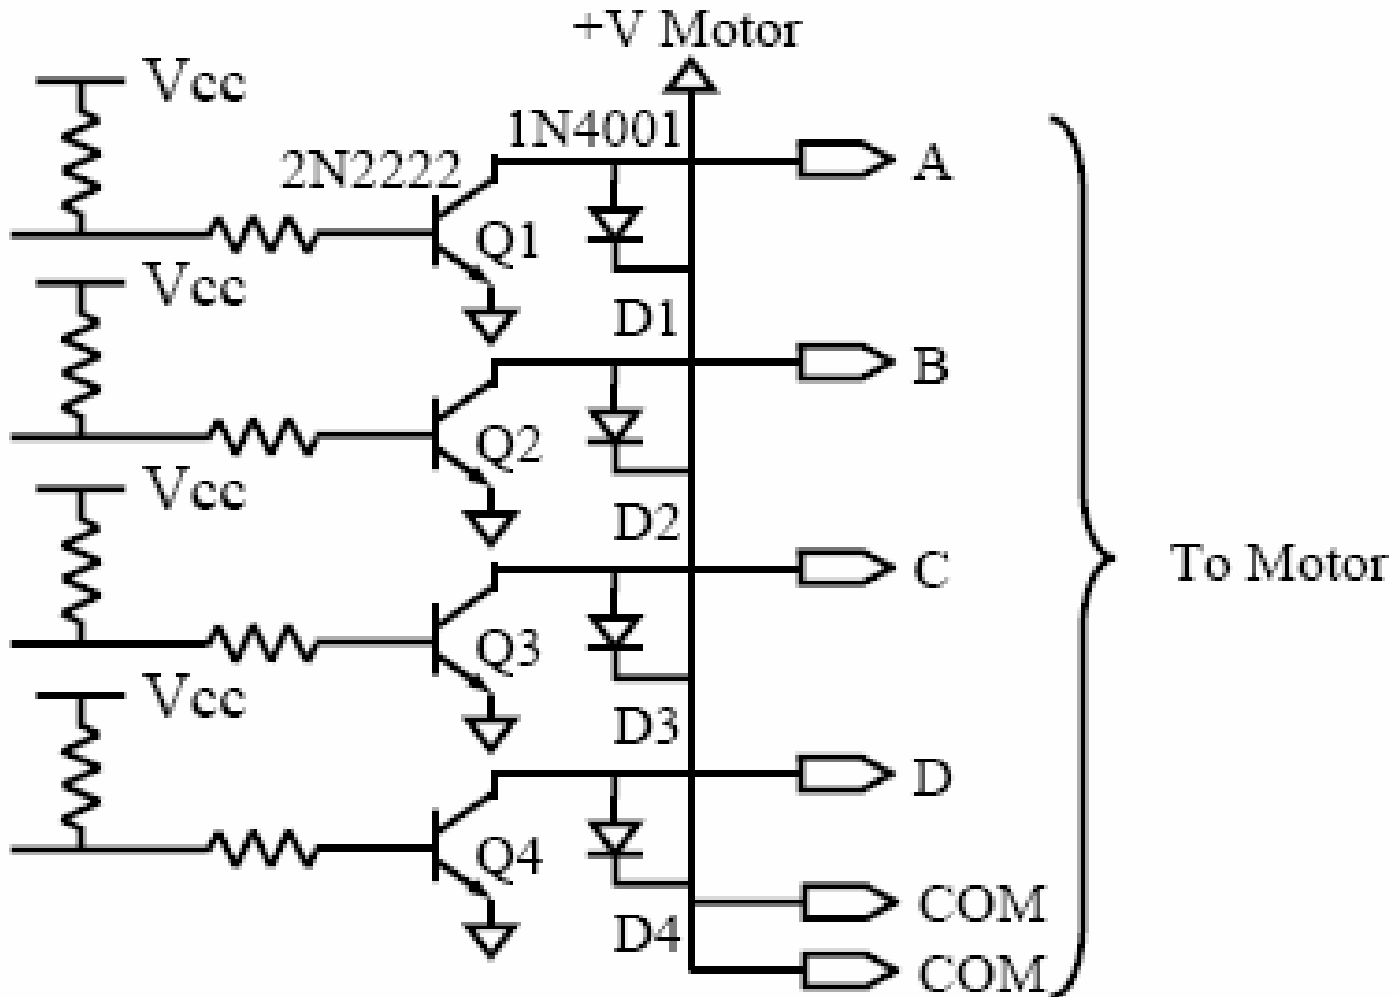 +V Motor
Vcc
1N4001
2N2222
A
Q1
Vcc
D1
B
Q2
Vcc
D2
C
Q3
Vcc
D3
D
Q4
COM
D4
COM
To Motor